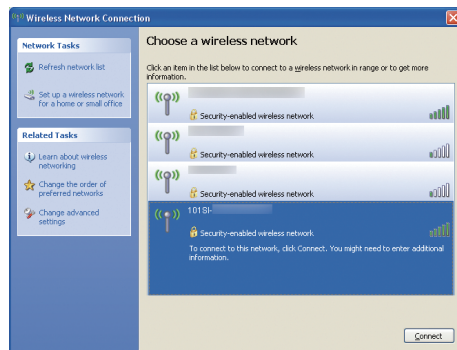 Wireless Network Connection
Network Tasks
Refresh network list
Set up a wireless network
for a home or small office
Related Tasks
Learn about wireless
networking
Change the order of
preferred networks
Change advanced
settings
Choose a wireless network
Click an item in the list below to connect to a wireless network in range or to get more
information.
Security-enabled wireless network
Security-enabled wireless network
Security-enabled wireless network
101SI-
Security-enabled wireless network
To connect to this network, click Connect. You might need to enter additional
information.
Connect